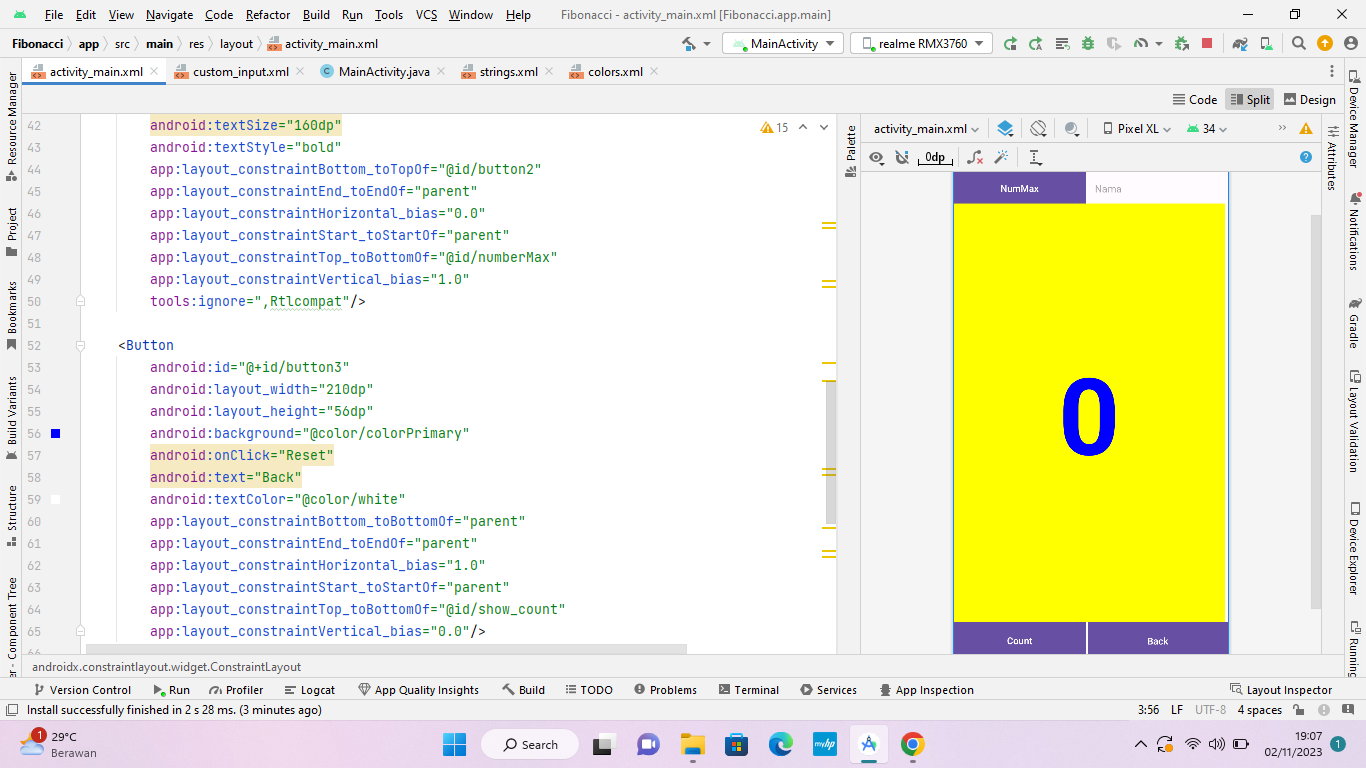 File Edit View Navigate Code Refactor Build Run Tools VCS Window Help Fibonacci - activity_main.xml [Fibonacci.app.main]
Fibonacci app src main res layout activity_main.xml MainActivity realme RMX3760
activity_main.xml custom_input.xml MainActivity.java strings.xml colors.xml
Code Split Design
Resource Manager
Project
Bookmarks
Build Variants
Structure
Component Tree
42 android:textSize="160dp"
15
43 android:textStyle="bold"
44 app:layout_constraintBottom_toTopOf="@id/button2"
45 app:layout_constraintEnd_toEndOf="parent"
46 app:layout_constraintHorizontal_bias="0.0"
47 app:layout_constraintStart_toStartOf="parent"
48 app:layout_constraintTop_toBottomOf="@id/numberMax"
49 app:layout_constraintVertical_bias="1.0"
50 tools:ignore=",Rtlcompat"/>
51
52 <Button
53 android:id="@+id/button3"
54 android:layout_width="210dp"
55 android:layout_height="56dp"
56 android:background="@color/colorPrimary"
57 android:onClick="Reset"
58 android:text="Back"
59 android:textColor="@color/white"
60 app:layout_constraintBottom_toBottomOf="parent"
61 app:layout_constraintEnd_toEndOf="parent"
62 app:layout_constraintHorizontal_bias="1.0"
63 app:layout_constraintStart_toStartOf="parent"
64 app:layout_constraintTop_toBottomOf="@id/show_count"
65 app:layout_constraintVertical_bias="0.0"/>
androidx.constraintlayout.widget.ConstraintLayout
Palette
activity_main.xml Pixel XL 34
0dp
NumMax Nama
0
Count Back
Attributes
Device Manager
Notifications
Gradle
Layout Validation
Device Explorer
Running
Version Control Run Profiler Logcat App Quality Insights Build TODO Problems Terminal Services App Inspection Layout Inspector
Install successfully finished in 2 s 28 ms. (3 minutes ago) 3:56 LF UTF-8 4 spaces
1
29°C
Berawan
Search
myhp
19:07
02/11/2023
1